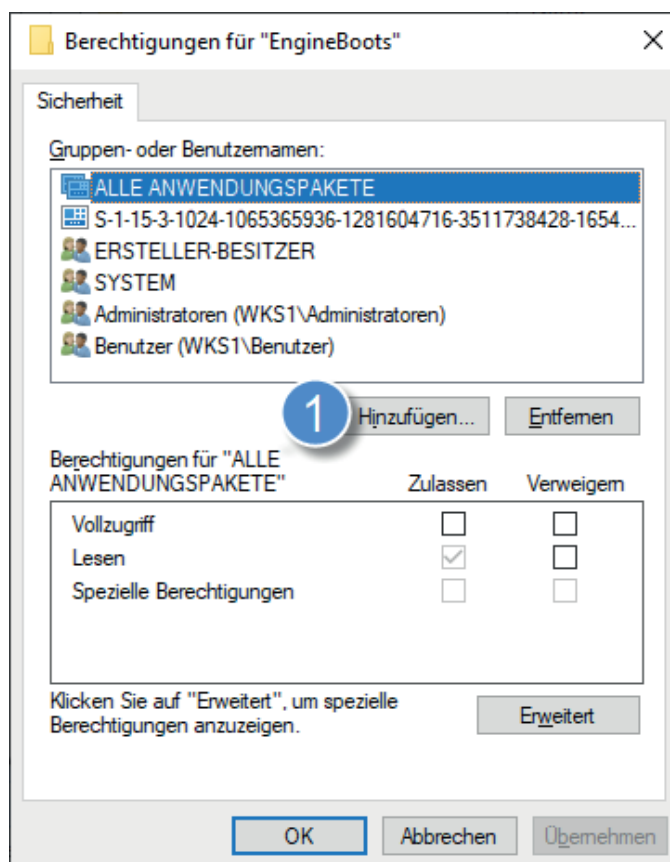 Berechtigungen für "EngineBoots"
Sicherheit
Gruppen- oder Benutzernamen:
ALLE ANWENDUNGSPAKETE
S-1-15-3-1024-1065365936-1281604716-3511738428-1654...
ERSTELLER-BESITZER
SYSTEM
Administratoren (WKS1\Administratoren)
Benutzer (WKS1\Benutzer)
1 Hinzufügen... Entfernen
Berechtigungen für "ALLE
ANWENDUNGSPAKETE" Zulassen Verweigern
Vollzugriff
Lesen
Spezielle Berechtigungen
Klicken Sie auf "Erweitert", um spezielle
Berechtigungen anzuzeigen.
Erweitert
OK Abbrechen Übernehmen